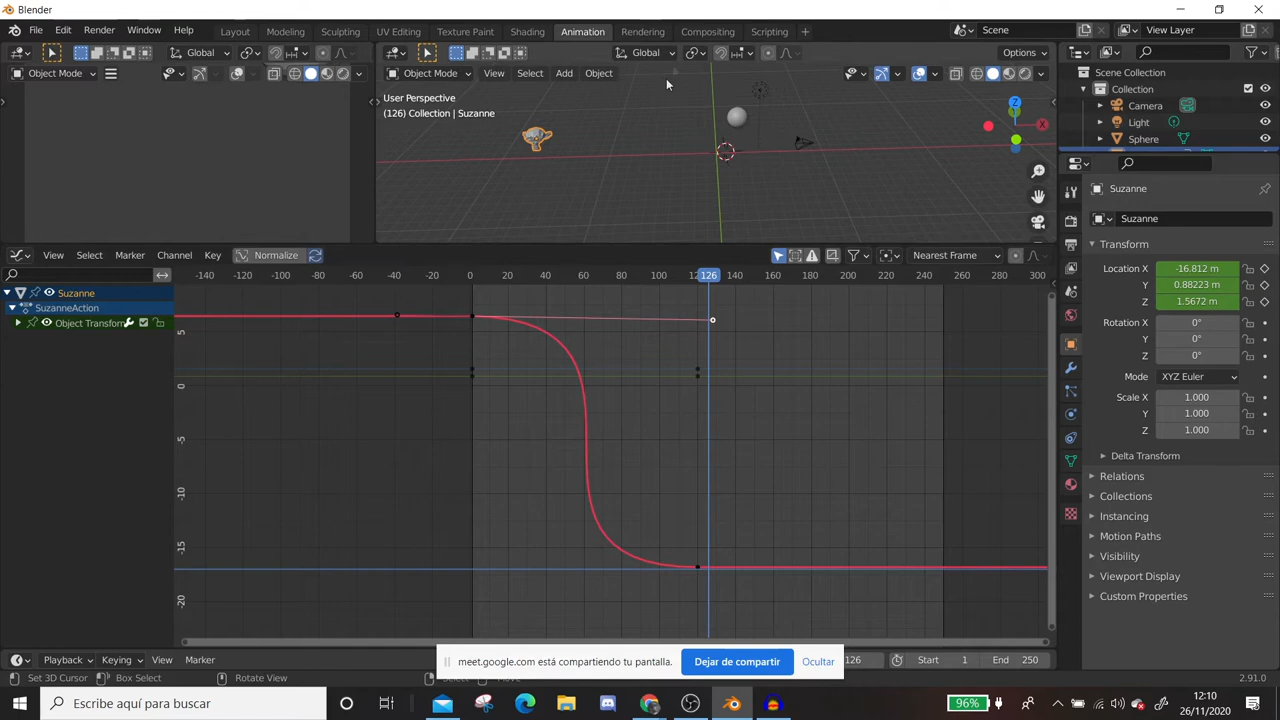 Blender
File Edit Render Window Help Layout Modeling Sculpting UV Editing Texture Paint Shading Animation Rendering Compositing Scripting Scene View Layer
Global Global Options
Object Mode Object Mode View Select Add Object
User Perspective
(126) Collection | Suzanne
Z
X
Scene Collection
Collection
Camera
Light
Sphere
Suzanne
Suzanne
Transform
Location X -16.812 m
Y 0.88223 m
Z 1.5672 m
Rotation X 0°
Y 0°
Z 0°
Mode XYZ Euler
Scale X 1.000
Y 1.000
Z 1.000
Delta Transform
Relations
Collections
Instancing
Motion Paths
Visibility
Viewport Display
Custom Properties
View Select Marker Channel Key Normalize Nearest Frame
-140 -120 -100 -80 -60 -40 -20 0 20 40 60 80 100 126 140 160 180 200 220 240 260 280 300
Suzanne
SuzanneAction
Object Transform
5
0
-5
-10
-15
-20
Playback Keying View Marker 126 Start 1 End 250
meet.google.com está compartiendo tu pantalla. Dejar de compartir Ocultar
Set 3D Cursor Box Select Rotate View Select 2.91.0
Escribe aquí para buscar
96%
12:10
26/11/2020